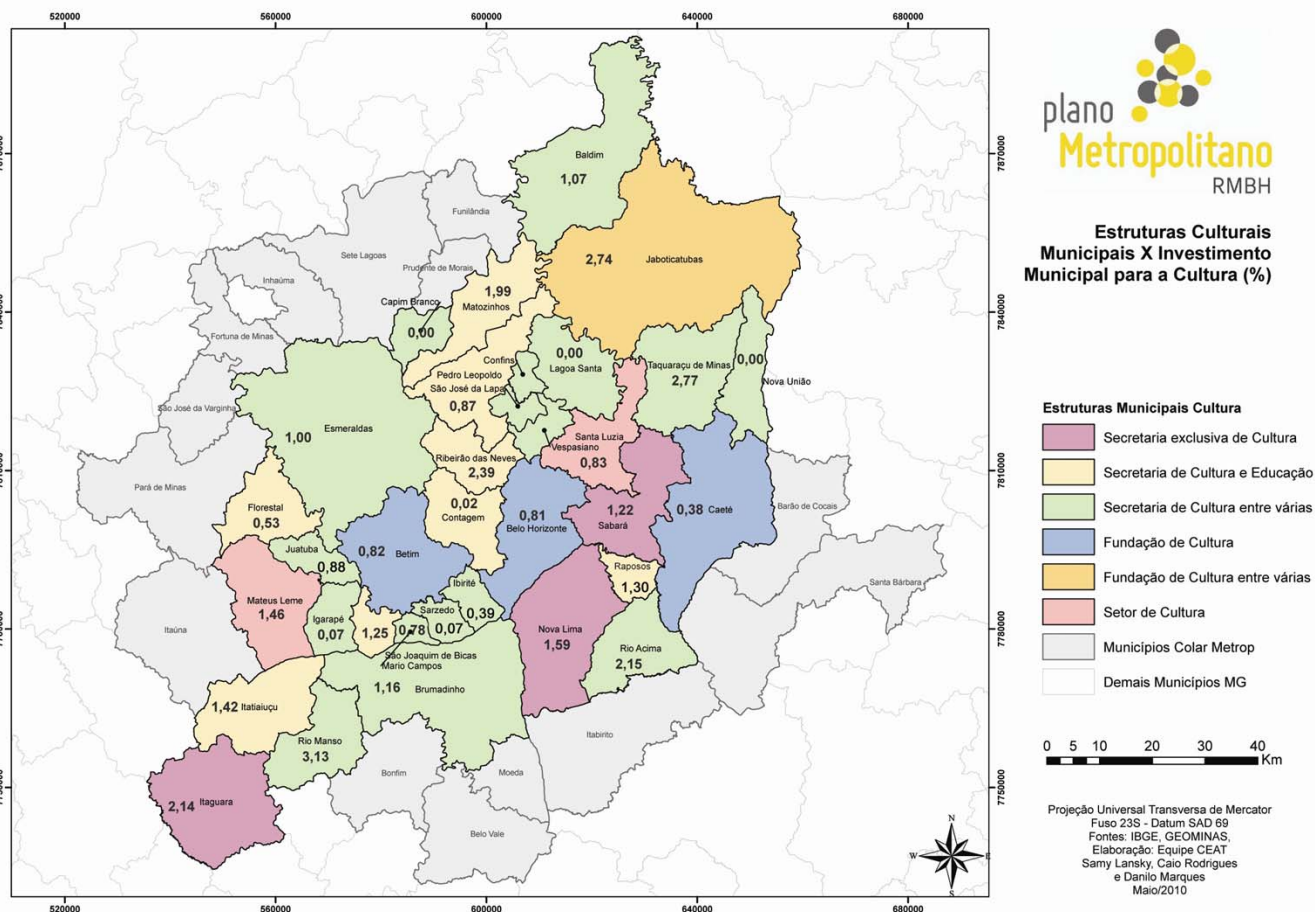 520000 560000 600000 640000 680000
plano
Metropolitano
RMBH
Estruturas Culturais
Municipais X Investimento
Municipal para a Cultura (%)
7870000
Baldim
1,07
Funilândia
Sete Lagoas
Prudente de Morais
Inhaúma
2,74 Jaboticatubas
1,99
Matozinhos
Capim Branco
0,00
Fortuna de Minas
7840000
Confins
0,00
Lagoa Santa
Taquaraçu de Minas
2,77
0,00
Nova União
Pedro Leopoldo
São José da Lapa
0,87
São José da Varginha
1,00 Esmeraldas
Vespasiano
Santa Luzia
0,83
Ribeirão das Neves
2,39
7810000
Pará de Minas
Florestal
0,53
0,02
Contagem
0,81
Belo Horizonte
1,22
Sabará
0,38 Caeté
Barão de Cocais
Juatuba
0,88
0,82 Betim
Raposos
1,30
Santa Bárbara
Mateus Leme
1,46
Ibirité
0,39
Igarapé
0,07
1,25
0,78
Sarzedo
0,07
Itaúna
7780000
Nova Lima
1,59
Rio Acima
2,15
São Joaquim de Bicas
Mario Campos
1,16 Brumadinho
1,42 Itatiaiuçu
Rio Manso
3,13
Itabirito
Bonfim
Moeda
7750000
2,14 Itaguara
Belo Vale
N
W E
S
520000 560000 600000 640000 680000
Estruturas Municipais Cultura
Secretaria exclusiva de Cultura
Secretaria de Cultura e Educação
Secretaria de Cultura entre várias
Fundação de Cultura
Fundação de Cultura entre várias
Setor de Cultura
Municípios Colar Metrop
Demais Municípios MG
0 5 10 20 30 40
Km
Projeção Universal Transversa de Mercator
Fuso 23S - Datum SAD 69
Fontes: IBGE, GEOMINAS,
Elaboração: Equipe CEAT
Samy Lansky, Caio Rodrigues
e Danilo Marques
Maio/2010